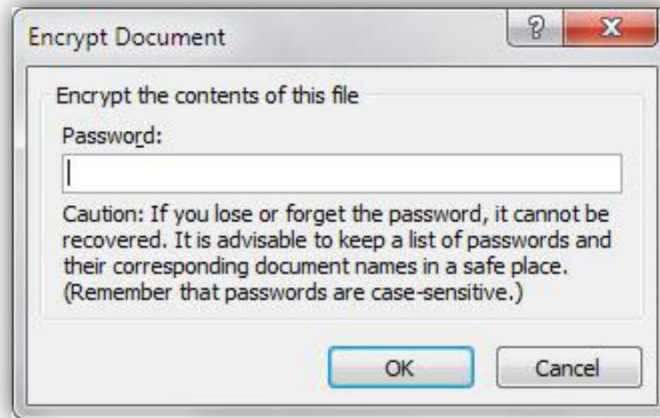 Encrypt Document
Encrypt the contents of this file
Password:
Caution: If you lose or forget the password, it cannot be
recovered. It is advisable to keep a list of passwords and
their corresponding document names in a safe place.
(Remember that passwords are case-sensitive.)
OK Cancel